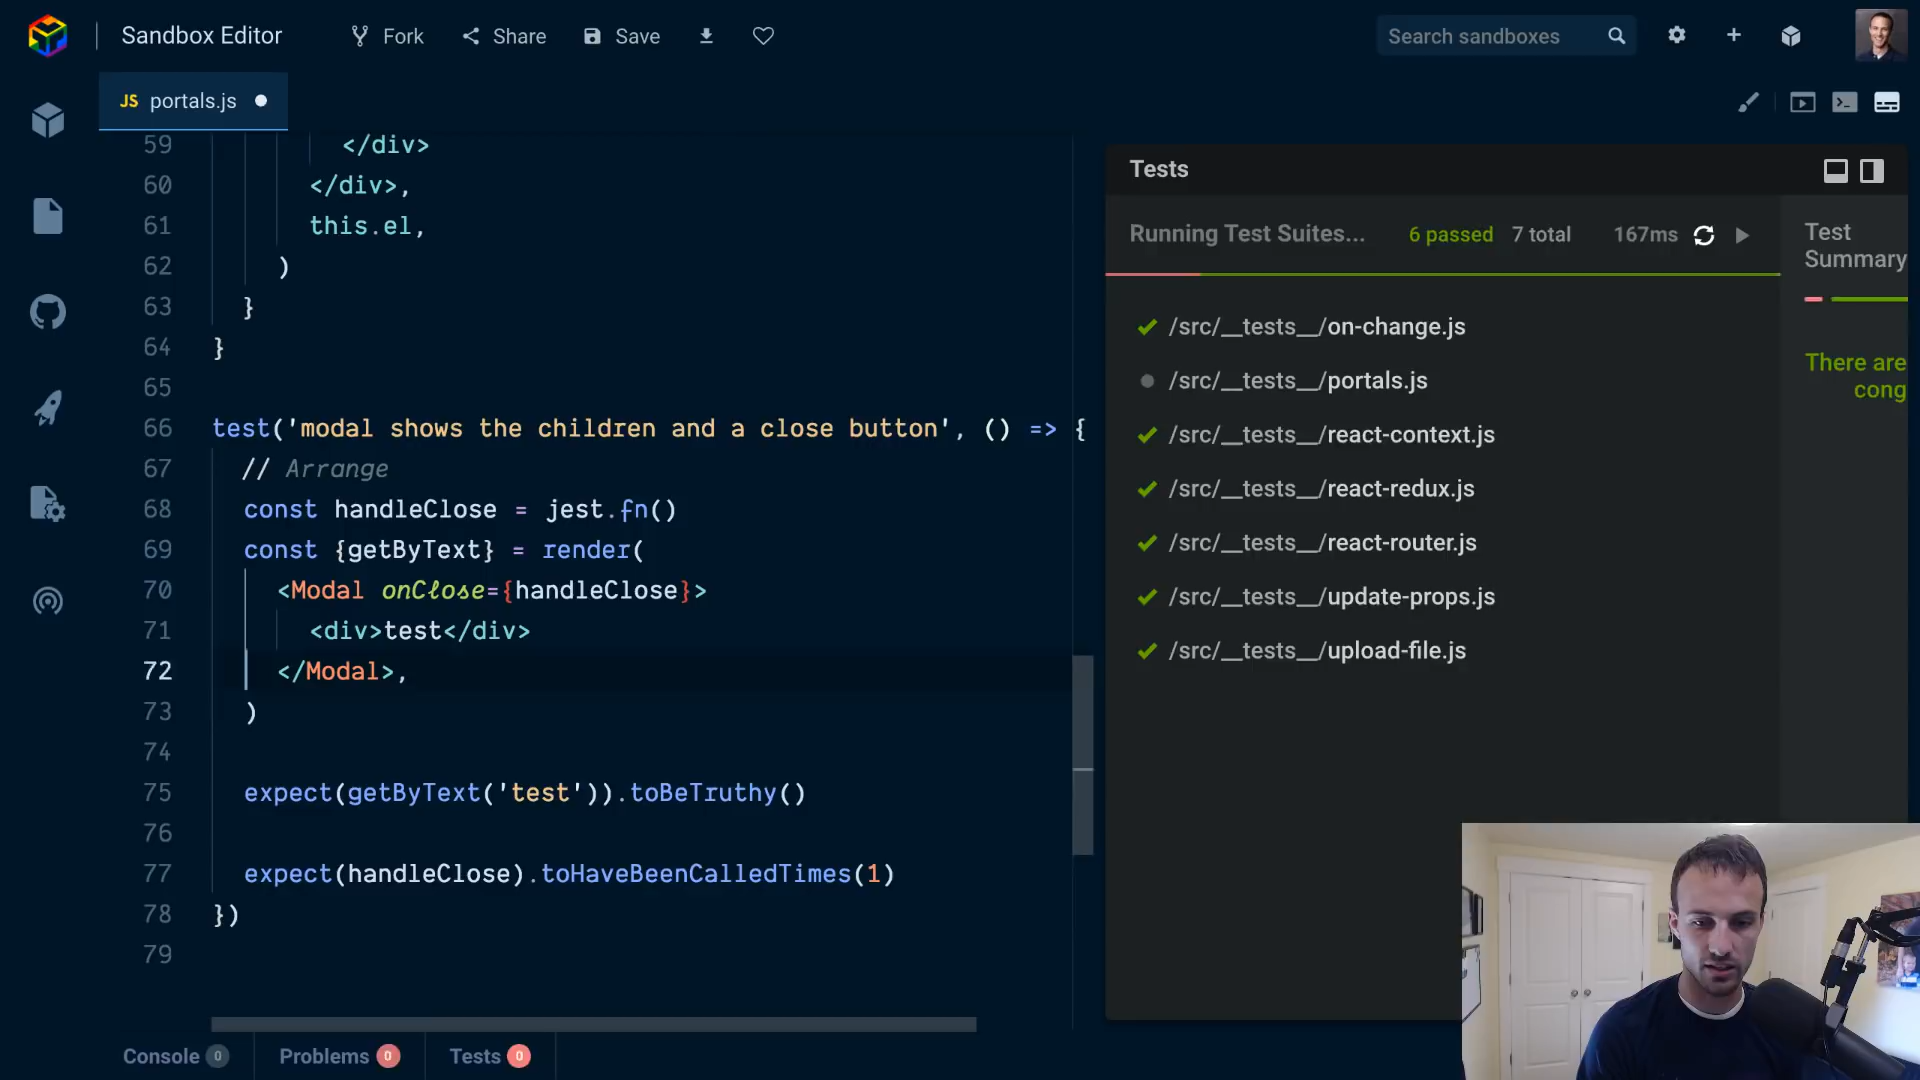 Sandbox Editor
Fork
Share
Save
Search sandboxes
JS portals.js
59 </div>
60 </div>,
61 this.el,
62 )
63 }
64 }
65
66 test('modal shows the children and a close button', () => {
67 // Arrange
68 const handleClose = jest.fn()
69 const {getByText} = render(
70 <Modal onClose={handleClose}>
71 <div>test</div>
72 </Modal>,
73 )
74
75 expect(getByText('test')).toBeTruthy()
76
77 expect(handleClose).toHaveBeenCalledTimes(1)
78 })
79
Console 0
Problems 0
Tests 0
Tests
Running Test Suites... 6 passed 7 total 167ms
/src/__tests__/on-change.js
/src/__tests__/portals.js
/src/__tests__/react-context.js
/src/__tests__/react-redux.js
/src/__tests__/react-router.js
/src/__tests__/update-props.js
/src/__tests__/upload-file.js
Test
Summary
There are
cong